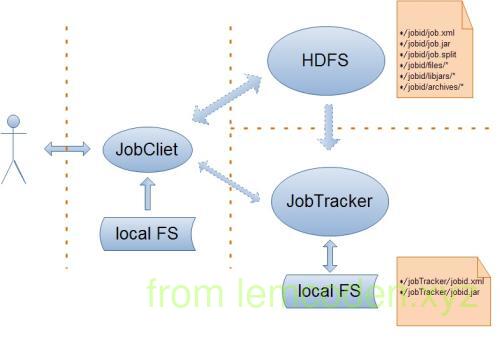 */jobid/job.xml
*/jobid/job.jar
*/jobid/job.split
*/jobid/files/*
*/jobid/libjars/*
*/jobid/archives/*
HDFS
JobCliet
JobTracker
local FS
local FS
*/jobTracker/jobid.xml
*/jobTracker/jobid.jar
from lemcoden.xyz